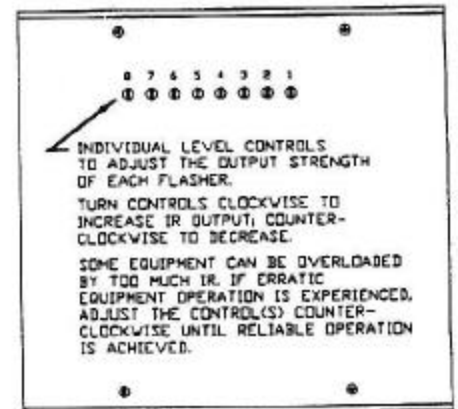 8 7 6 5 4 3 2 1
INDIVIDUAL LEVEL CONTROLS
TO ADJUST THE OUTPUT STRENGTH
OF EACH FLASHER.
TURN CONTROLS CLOCKWISE TO
INCREASE IR OUTPUT; COUNTER-
CLOCKWISE TO DECREASE.
SOME EQUIPMENT CAN BE OVERLOADED
BY TOO MUCH IR. IF ERRATIC
EQUIPMENT OPERATION IS EXPERIENCED,
ADJUST THE CONTROL(S) COUNTER-
CLOCKWISE UNTIL RELIABLE OPERATION
IS ACHIEVED.